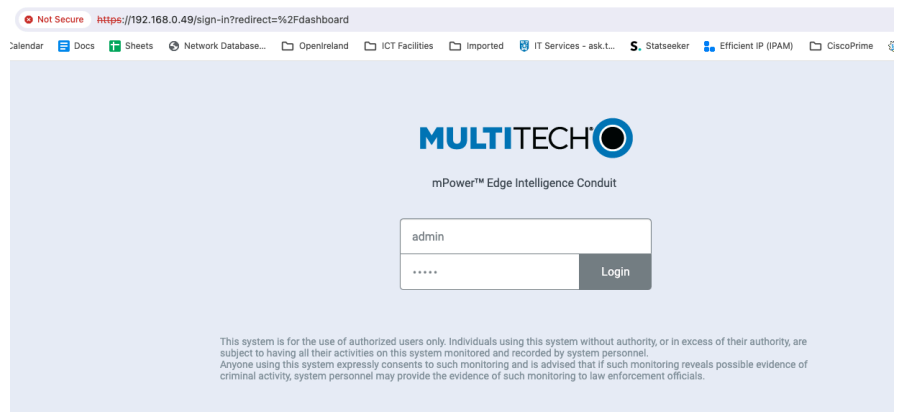 Not Secure https://192.168.0.49/sign-in?redirect=%2Fdashboard
Calendar Docs Sheets Network Database... OpenIreland ICT Facilities Imported IT Services - ask.t... S. Statseeker Efficient IP (IPAM) CiscoPrime
MULTITECH
mPower™ Edge Intelligence Conduit
admin
•••••
Login
This system is for the use of authorized users only. Individuals using this system without authority, or in excess of their authority, are
subject to having all their activities on this system monitored and recorded by system personnel.
Anyone using this system expressly consents to such monitoring and is advised that if such monitoring reveals possible evidence of
criminal activity, system personnel may provide the evidence of such monitoring to law enforcement officials.